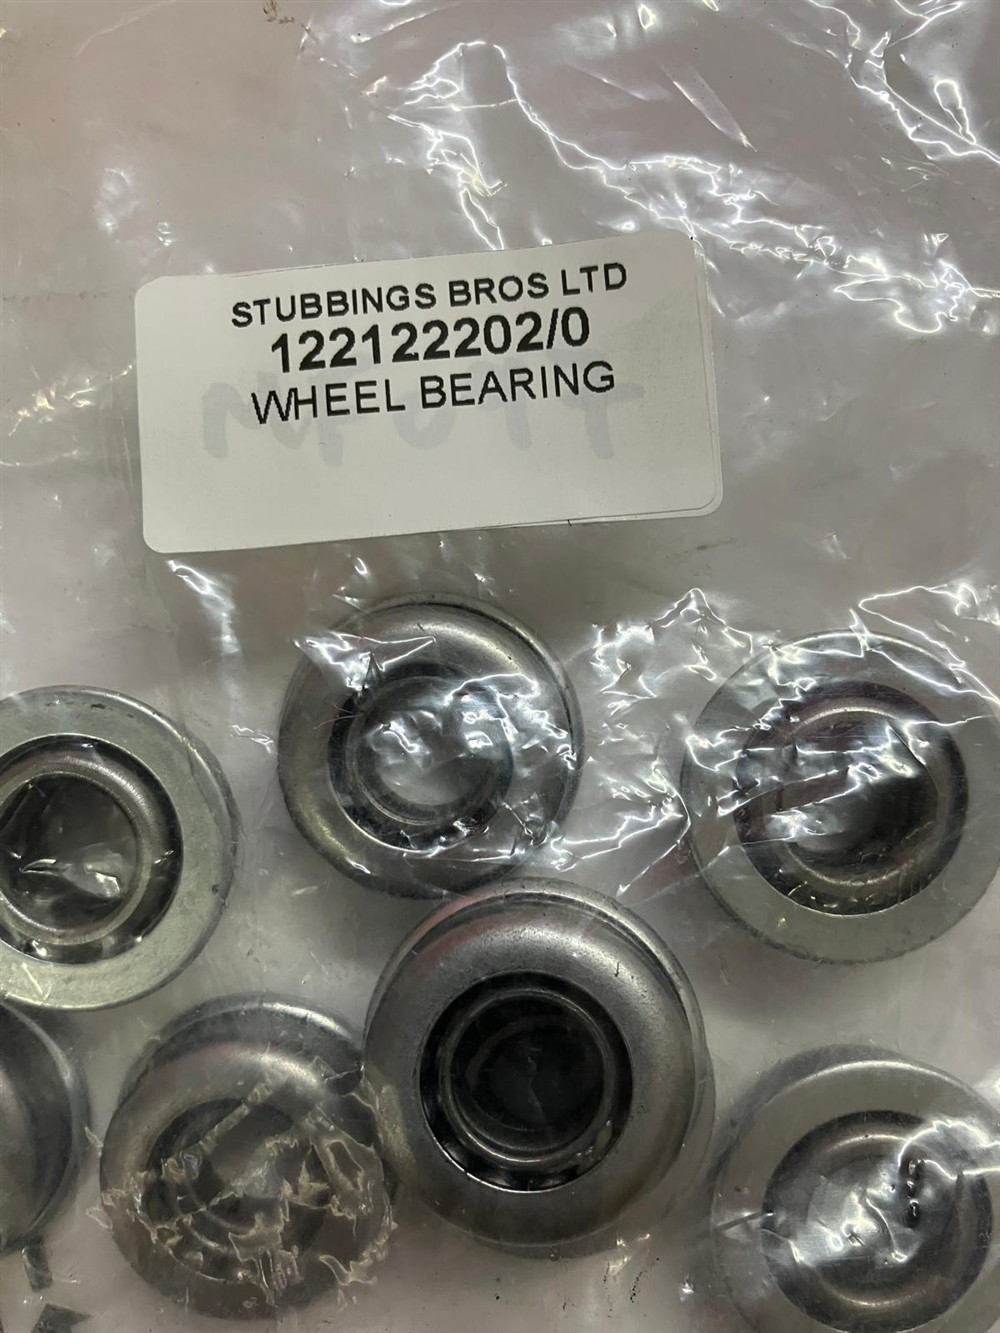 STUBBINGS BROS LTD
122122202/0
WHEEL BEARING